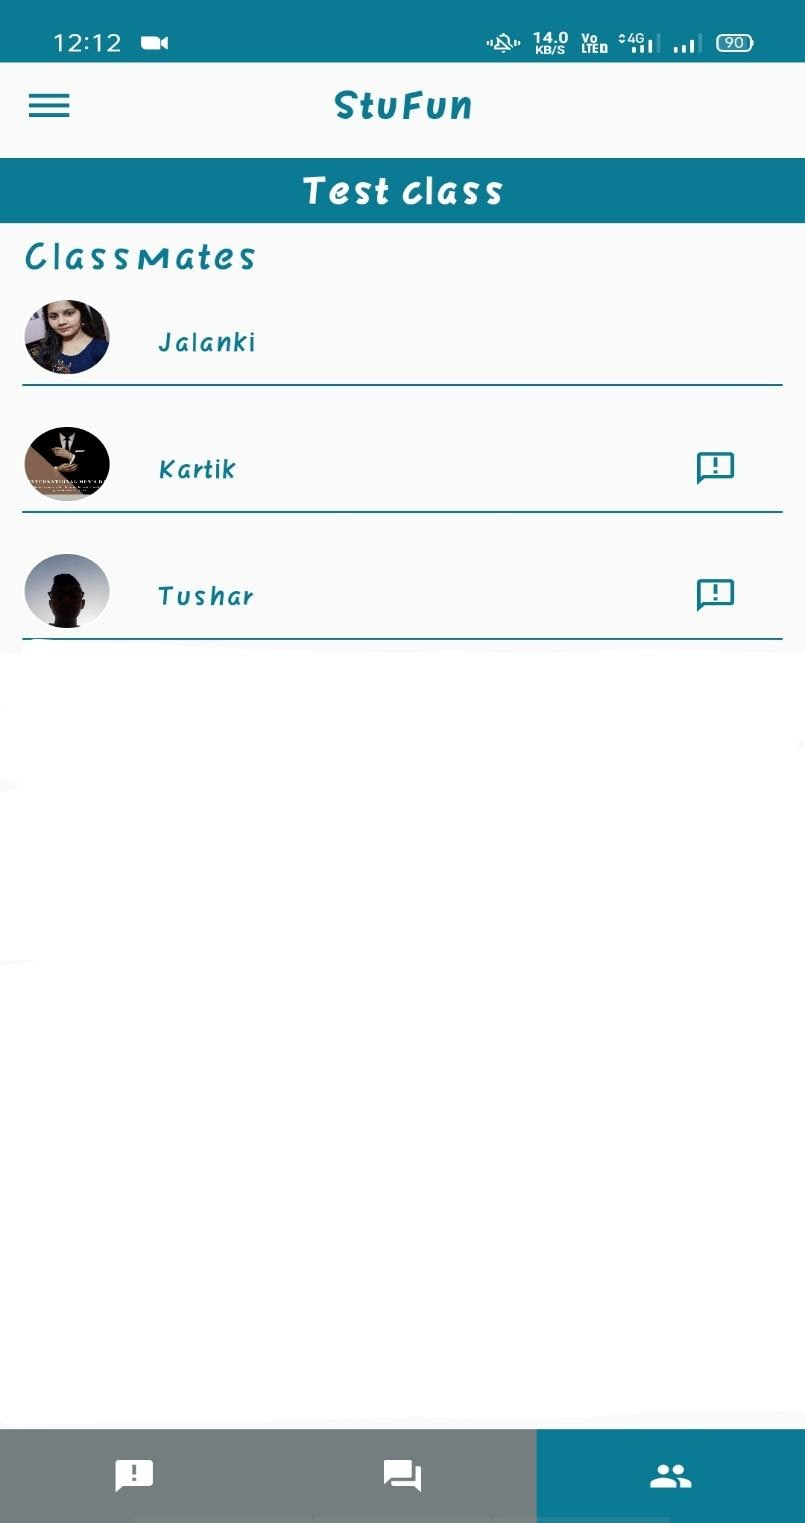 12:12 14.0 KB/S Vo LTE 4G 90
StuFun
Test class
Classmates
Jalanki
Kartik
Tushar